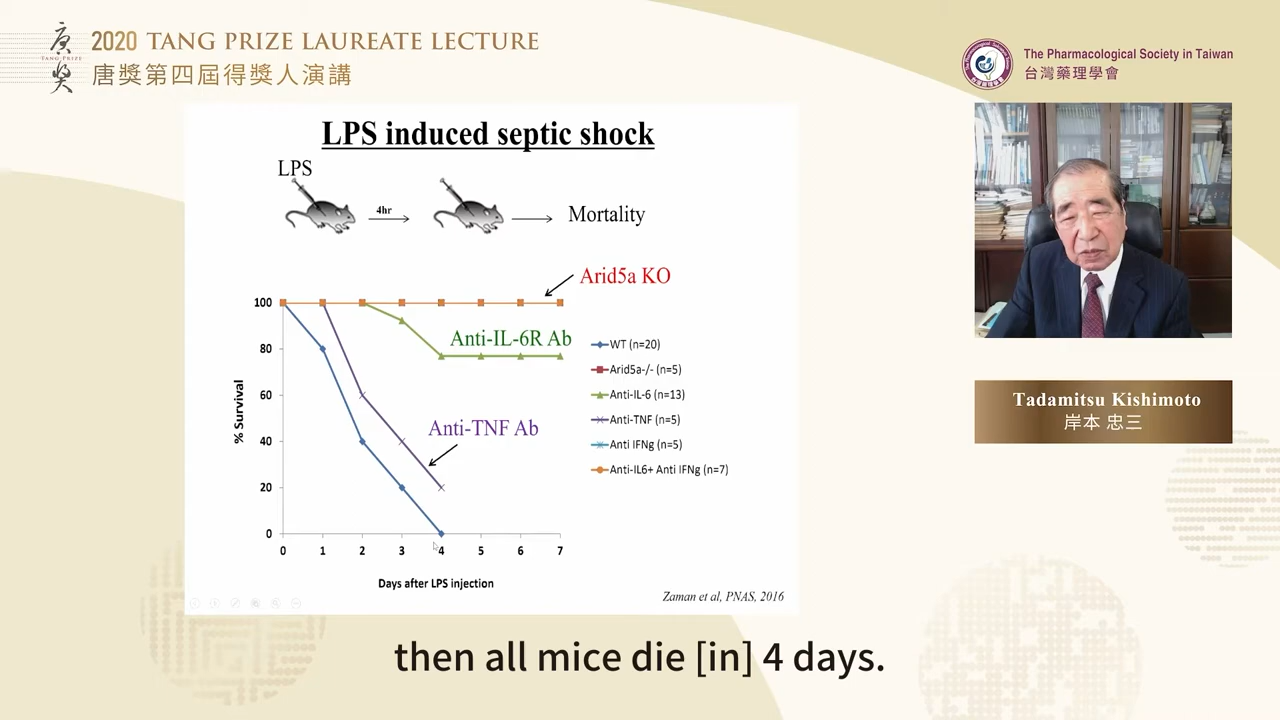 唐獎
TANG PRIZE
2020 TANG PRIZE LAUREATE LECTURE
唐獎第四屆得獎人演講
The Pharmacological Society in Taiwan
台灣藥理學會
LPS induced septic shock
LPS
4hr
Mortality
Arid5a KO
Anti-IL-6R Ab
Anti-TNF Ab
% Survival
100
80
60
40
20
0
0 1 2 3 4 5 6 7
Days after LPS injection
WT (n=20)
Arid5a-/- (n=5)
Anti-IL-6 (n=13)
Anti-TNF (n=5)
Anti IFNg (n=5)
Anti-IL6+ Anti IFNg (n=7)
Zaman et al, PNAS, 2016
Tadamitsu Kishimoto
岸本 忠三
then all mice die [in] 4 days.